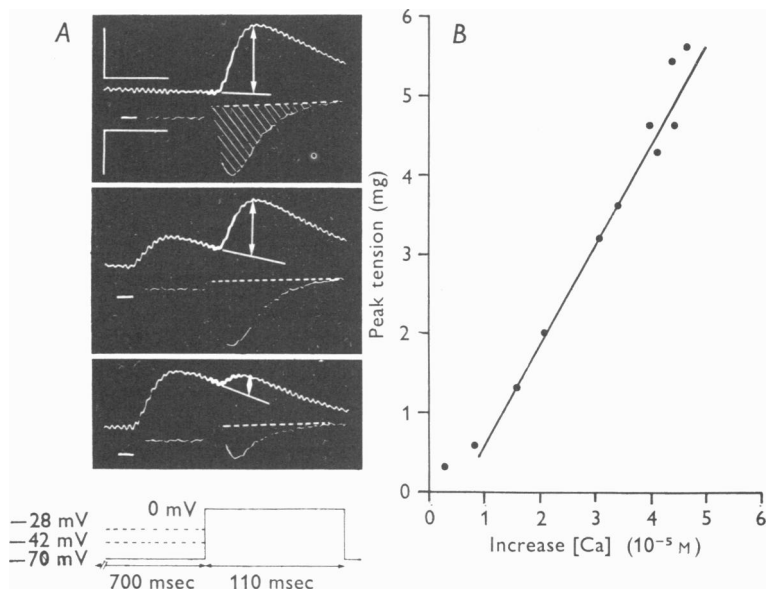 A
0 mV
−28 mV
−42 mV
−70 mV
700 msec
110 msec
B
Peak tension (mg)
6
5
4
3
2
1
0
0
1
2
3
4
5
6
Increase [Ca] (10⁻⁵ M)